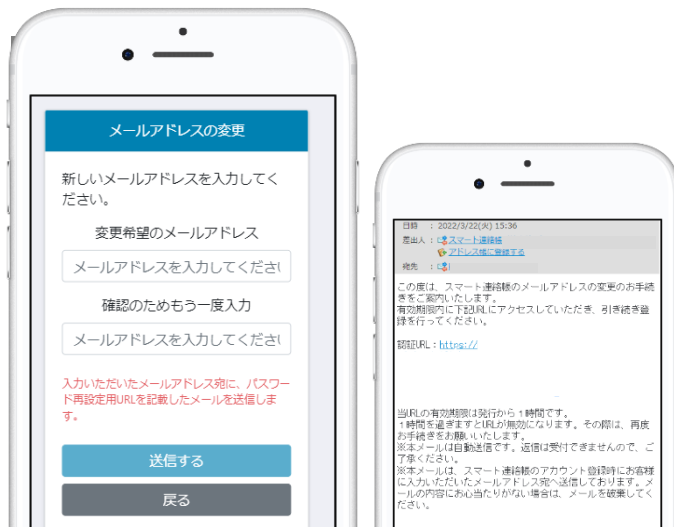 メールアドレスの変更
新しいメールアドレスを入力してく
ださい。
変更希望のメールアドレス
メールアドレスを入力してくださ
確認のためもう一度入力
メールアドレスを入力してくださ
入力いただいたメールアドレス宛に、パスワー
ド再設定用URLを記載したメールを送信しま
す。
送信する
戻る
日時 : 2022/3/22(火) 15:36
差出人 : スマート連絡帳
アドレス帳に登録する
宛先 :
この度は、スマート連絡帳のメールアドレスの変更のお手続
きをご案内いたします。
有効期限内に下記URLにアクセスしていただき、引き続き登
録を行ってください。
認証URL : https://
当URLの有効期限は発行から1時間です。
1時間を過ぎますとURLが無効になります。その際は、再度
お手続きをお願いいたします。
※本メールは自動送信です。返信は受付できませんので、ご
了承ください。
※本メールは、スマート連絡帳のアカウント登録時にお客様
に入力いただいたメールアドレス宛へ送信しております。メ
ールの内容にお心当たりがない場合は、メールを破棄してく
ださい。